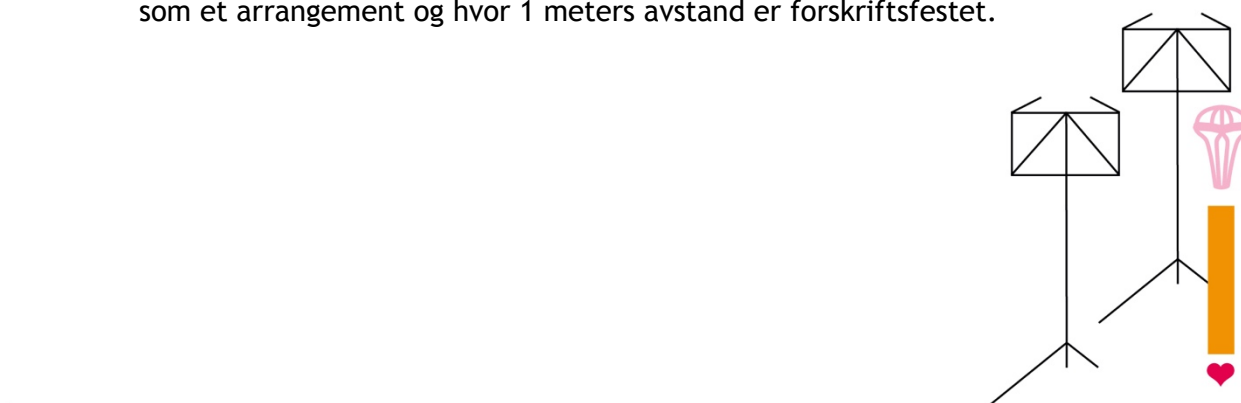 som et arrangement og hvor 1 meters avstand er forskriftsfestet.